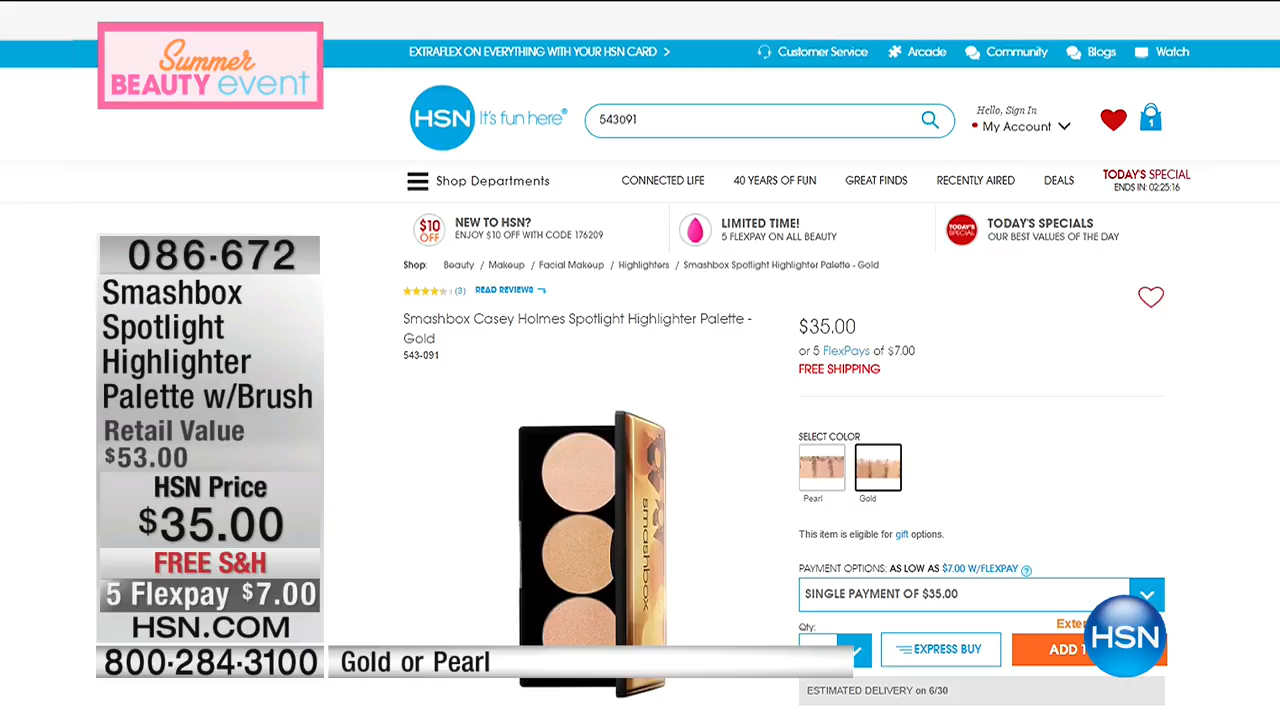 Summer
BEAUTY event
EXTRAFLEX ON EVERYTHING WITH YOUR HSN CARD >
Customer Service
Arcade
Community
Blogs
Watch
HSN It's fun here®
543091
Hello, Sign In
My Account
1
Shop Departments
CONNECTED LIFE
40 YEARS OF FUN
GREAT FINDS
RECENTLY AIRED
DEALS
TODAY'S SPECIAL
ENDS IN: 02:25:16
$10 OFF
NEW TO HSN?
ENJOY $10 OFF WITH CODE 176209
LIMITED TIME!
5 FLEXPAY ON ALL BEAUTY
TODAY'S SPECIAL
TODAY'S SPECIALS
OUR BEST VALUES OF THE DAY
Shop: Beauty / Makeup / Facial Makeup / Highlighters / Smashbox Spotlight Highlighter Palette - Gold
(3) READ REVIEWS
Smashbox Casey Holmes Spotlight Highlighter Palette -
Gold
543-091
$35.00
or 5 FlexPays of $7.00
FREE SHIPPING
SELECT COLOR
Pearl
Gold
This item is eligible for gift options.
PAYMENT OPTIONS: AS LOW AS $7.00 W/FLEXPAY ?
SINGLE PAYMENT OF $35.00
Qty:
EXPRESS BUY
ADD
ESTIMATED DELIVERY on 6/30
smashbox
086·672
Smashbox
Spotlight
Highlighter
Palette w/Brush
Retail Value
$53.00
HSN Price
$35.00
FREE S&H
5 Flexpay $7.00
HSN.COM
800·284·3100
Gold or Pearl
HSN